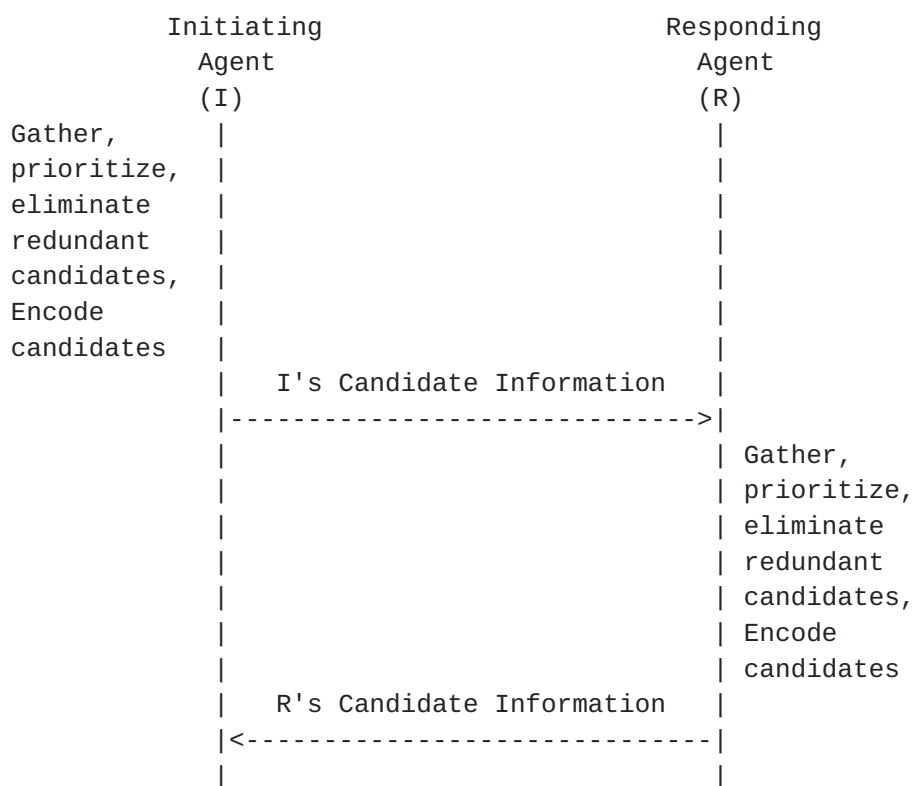 Initiating Responding
Agent Agent
(I) (R)
Gather,
prioritize,
eliminate
redundant
candidates,
Encode
candidates
I's Candidate Information
Gather,
prioritize,
eliminate
redundant
candidates,
Encode
candidates
R's Candidate Information